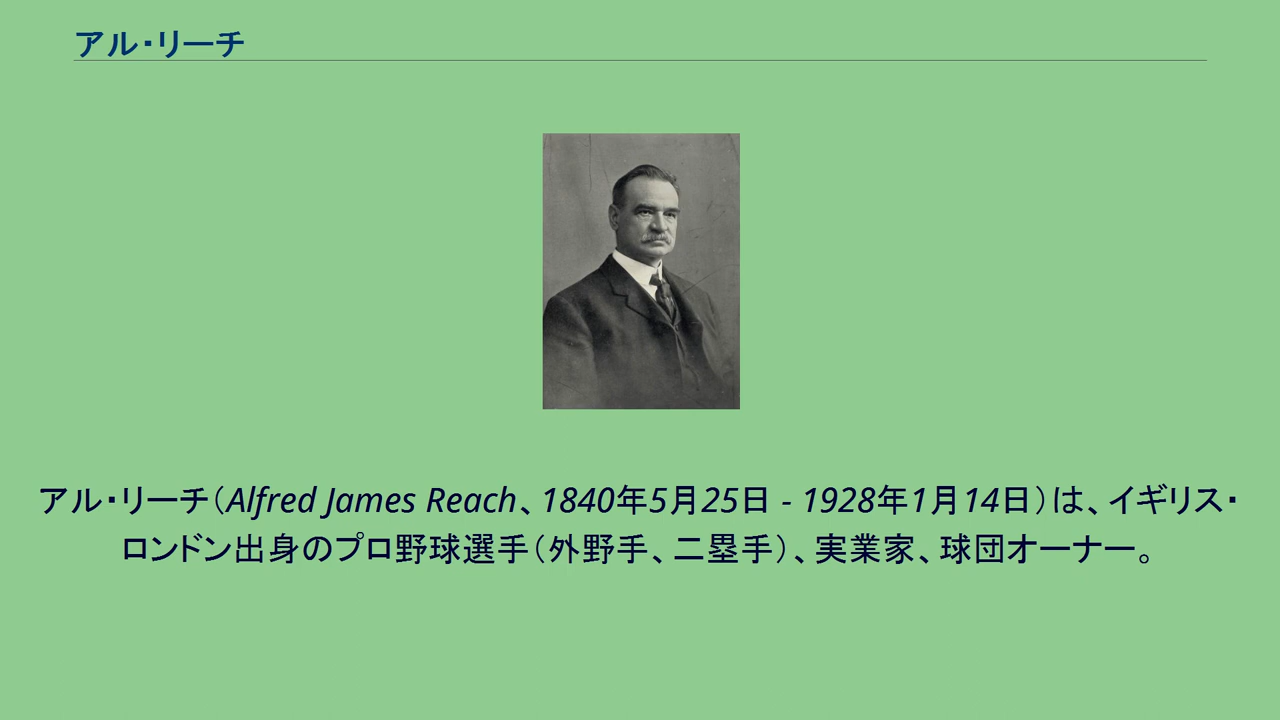 アル・リーチ
アル・リーチ（Alfred James Reach、1840年5月25日 - 1928年1月14日）は、イギリス・
ロンドン出身のプロ野球選手（外野手、二塁手）、実業家、球団オーナー。